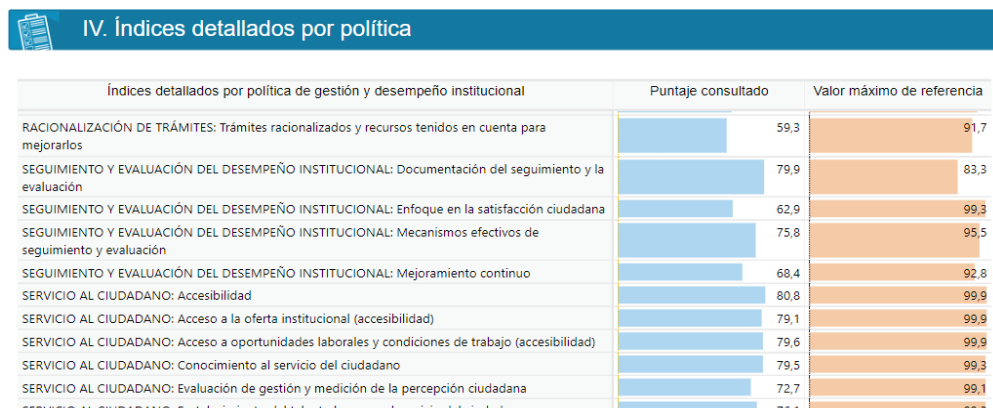 IV. Índices detallados por política
Índices detallados por política de gestión y desempeño institucional Puntaje consultado Valor máximo de referencia
RACIONALIZACIÓN DE TRÁMITES: Trámites racionalizados y recursos tenidos en cuenta para 59,3 91,7
mejorarlos
SEGUIMIENTO Y EVALUACIÓN DEL DESEMPEÑO INSTITUCIONAL: Documentación del seguimiento y la 79,9 83,3
evaluación
SEGUIMIENTO Y EVALUACIÓN DEL DESEMPEÑO INSTITUCIONAL: Enfoque en la satisfacción ciudadana 62,9 99,3
SEGUIMIENTO Y EVALUACIÓN DEL DESEMPEÑO INSTITUCIONAL: Mecanismos efectivos de 75,8 95,5
seguimiento y evaluación
SEGUIMIENTO Y EVALUACIÓN DEL DESEMPEÑO INSTITUCIONAL: Mejoramiento continuo 68,4 92,8
SERVICIO AL CIUDADANO: Accesibilidad 80,8 99,9
SERVICIO AL CIUDADANO: Acceso a la oferta institucional (accesibilidad) 79,1 99,9
SERVICIO AL CIUDADANO: Acceso a oportunidades laborales y condiciones de trabajo (accesibilidad) 79,6 99,9
SERVICIO AL CIUDADANO: Conocimiento al servicio del ciudadano 79,5 99,3
SERVICIO AL CIUDADANO: Evaluación de gestión y medición de la percepción ciudadana 72,7 99,1